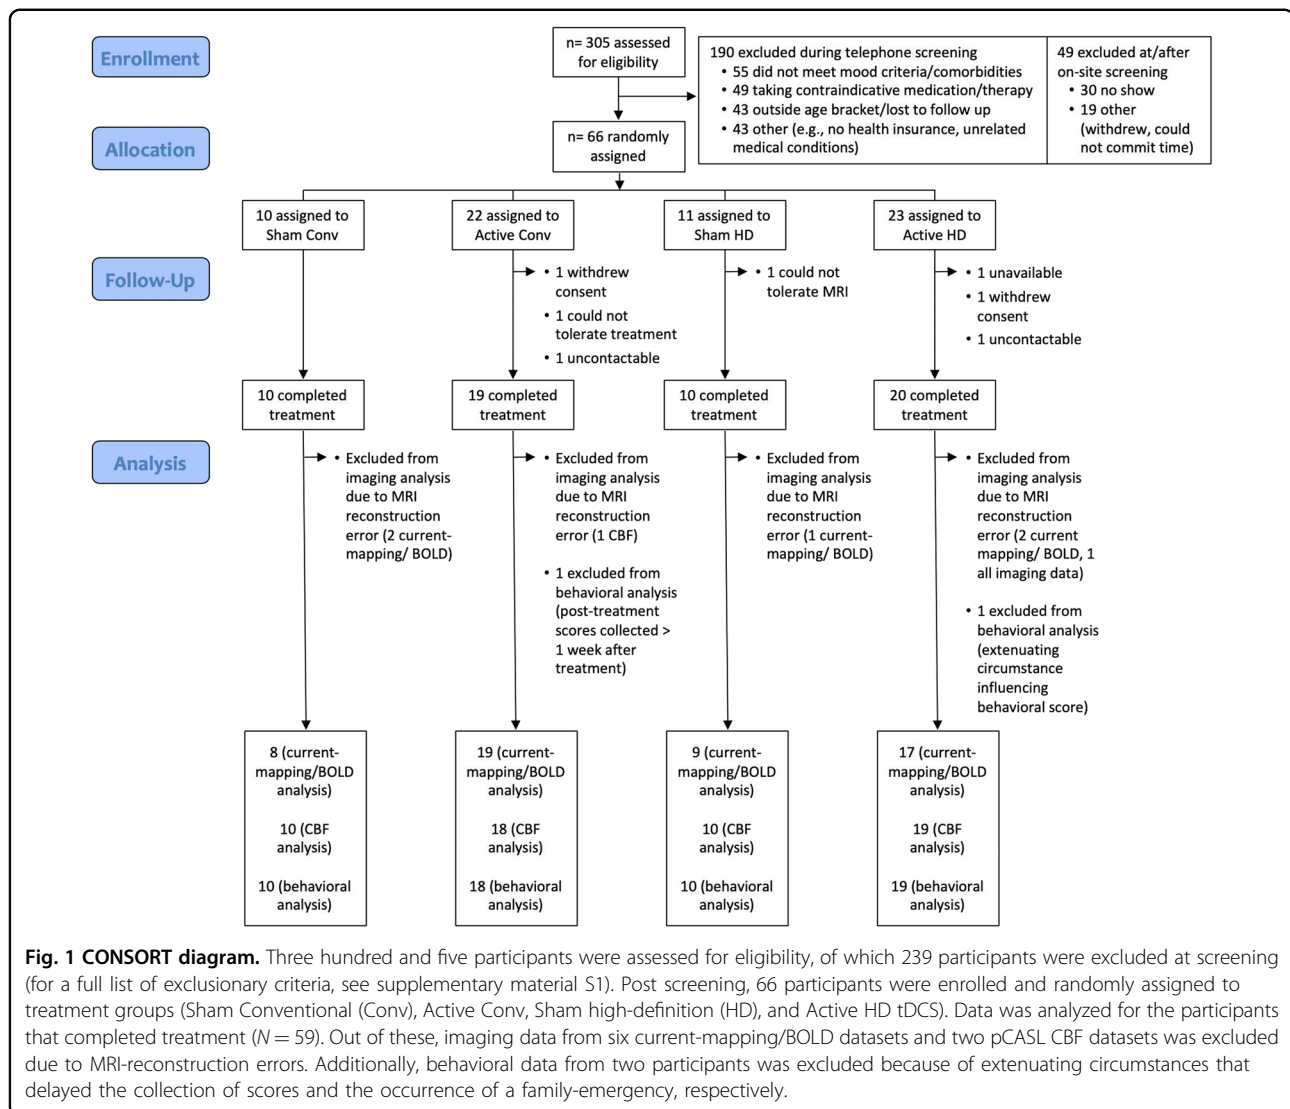 Enrollment
n= 305 assessed
for eligibility
190 excluded during telephone screening
• 55 did not meet mood criteria/comorbidities
• 49 taking contraindicative medication/therapy
• 43 outside age bracket/lost to follow up
• 43 other (e.g., no health insurance, unrelated
medical conditions)
49 excluded at/after
on-site screening
• 30 no show
• 19 other
(withdrew, could
not commit time)
Allocation
n= 66 randomly
assigned
10 assigned to
Sham Conv
22 assigned to
Active Conv
11 assigned to
Sham HD
23 assigned to
Active HD
Follow-Up
• 1 withdrew
consent
• 1 could not
tolerate treatment
• 1 uncontactable
• 1 could not
tolerate MRI
• 1 unavailable
• 1 withdrew
consent
• 1 uncontactable
10 completed
treatment
19 completed
treatment
10 completed
treatment
20 completed
treatment
Analysis
• Excluded from
imaging analysis
due to MRI
reconstruction
error (2 current-
mapping/ BOLD)
• Excluded from
imaging analysis
due to MRI
reconstruction
error (1 CBF)
• 1 excluded from
behavioral analysis
(post-treatment
scores collected >
1 week after
treatment)
• Excluded from
imaging analysis
due to MRI
reconstruction
error (1 current-
mapping/ BOLD)
• Excluded from
imaging analysis
due to MRI
reconstruction
error (2 current
mapping/ BOLD, 1
all imaging data)
• 1 excluded from
behavioral analysis
(extenuating
circumstance
influencing
behavioral score)
8 (current-
mapping/BOLD
analysis)
10 (CBF
analysis)
10 (behavioral
analysis)
19 (current-
mapping/BOLD
analysis)
18 (CBF
analysis)
18 (behavioral
analysis)
9 (current-
mapping/BOLD
analysis)
10 (CBF
analysis)
10 (behavioral
analysis)
17 (current-
mapping/BOLD
analysis)
19 (CBF
analysis)
19 (behavioral
analysis)
Fig. 1 CONSORT diagram. Three hundred and five participants were assessed for eligibility, of which 239 participants were excluded at screening
(for a full list of exclusionary criteria, see supplementary material S1). Post screening, 66 participants were enrolled and randomly assigned to
treatment groups (Sham Conventional (Conv), Active Conv, Sham high-definition (HD), and Active HD tDCS). Data was analyzed for the participants
that completed treatment (N = 59). Out of these, imaging data from six current-mapping/BOLD datasets and two pCASL CBF datasets was excluded
due to MRI-reconstruction errors. Additionally, behavioral data from two participants was excluded because of extenuating circumstances that
delayed the collection of scores and the occurrence of a family-emergency, respectively.